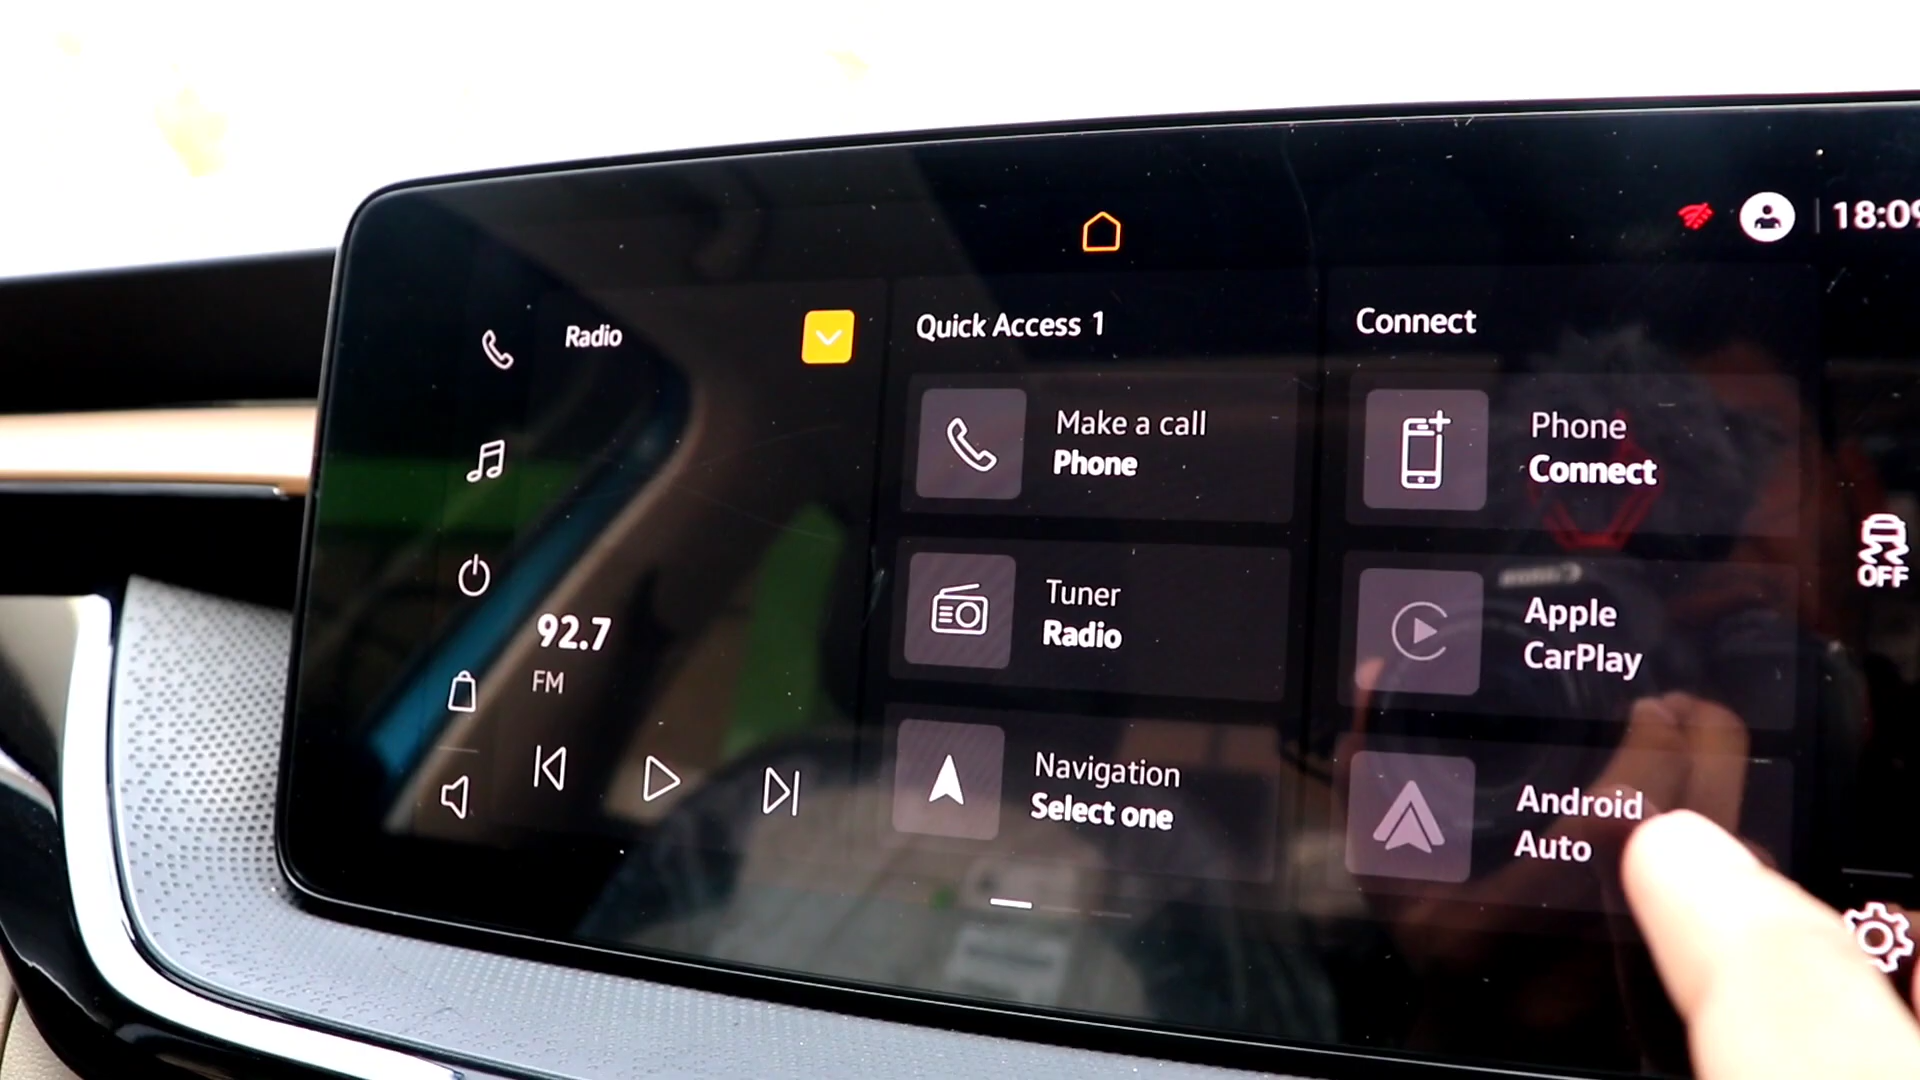 18:09
Radio
92.7
FM
Quick Access 1
Make a call
Phone
Tuner
Radio
Navigation
Select one
Connect
Phone
Connect
Apple
CarPlay
Android
Auto
OFF